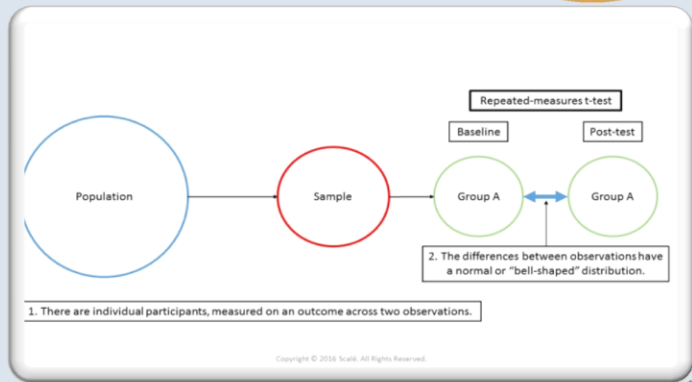 Repeated-measures t-test
Baseline
Post-test
Population
Sample
Group A
Group A
2. The differences between observations have
a normal or “bell-shaped” distribution.
1. There are individual participants, measured on an outcome across two observations.
Copyright © 2016 Scalë. All Rights Reserved.